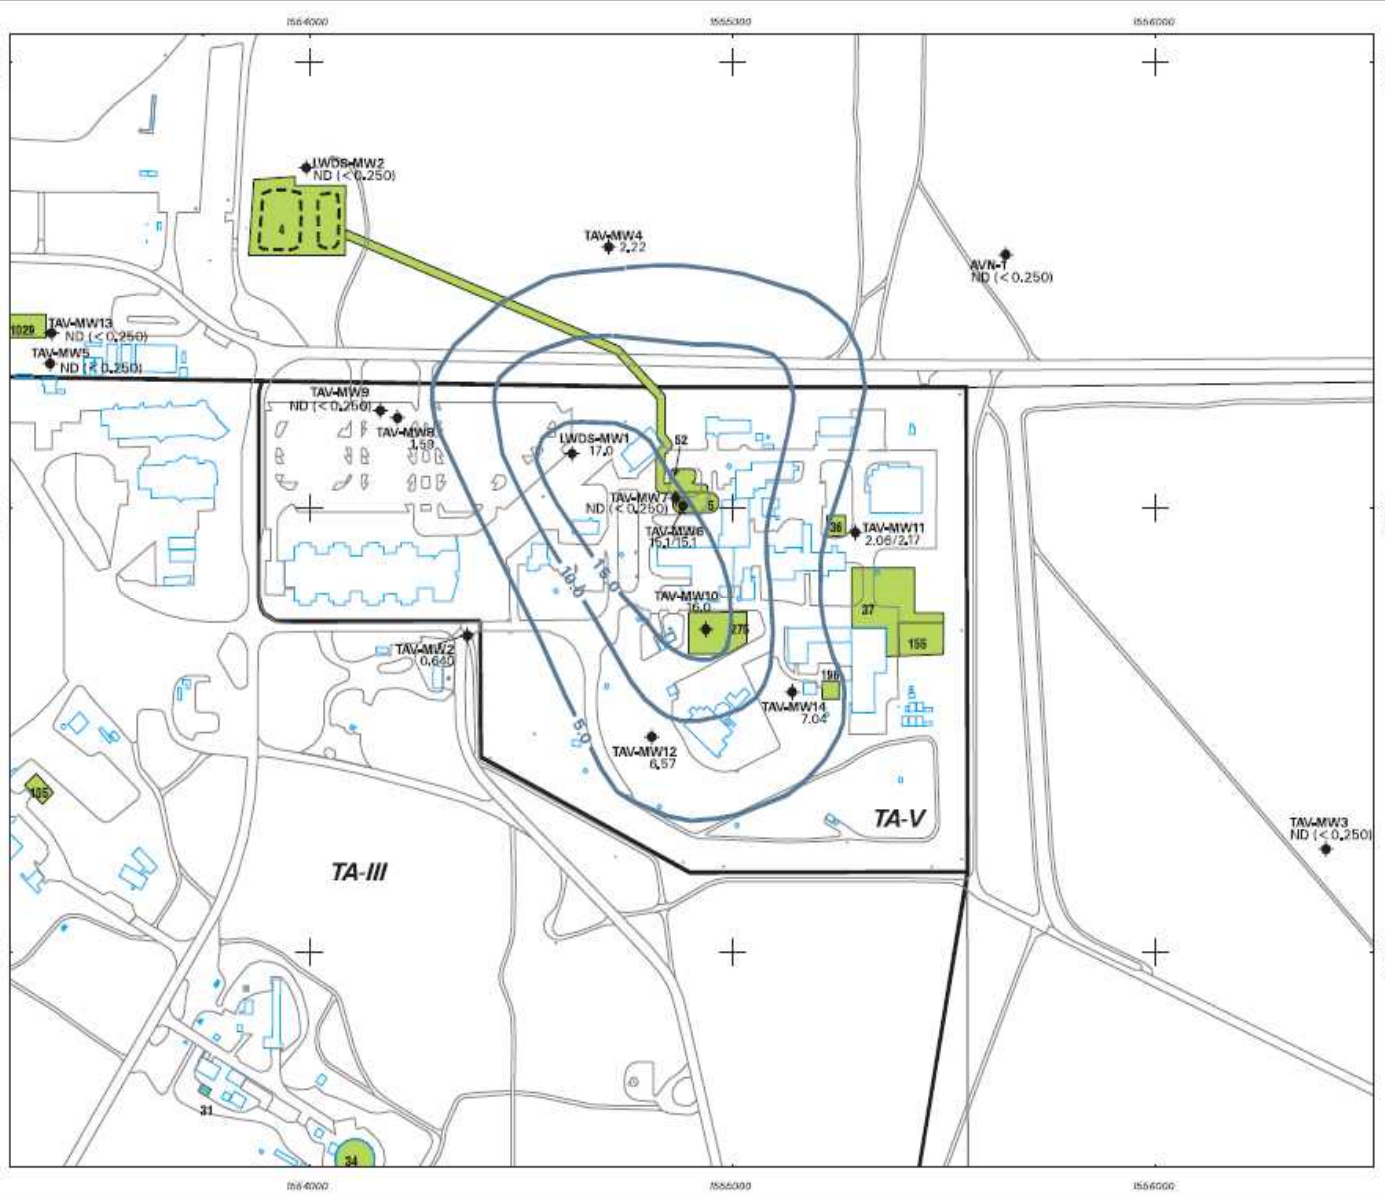 1554000
1555000
1556000
LWDS-MW2
ND (<0.250)
4
TAV-MW4
2.22
AVN-1
ND (<0.250)
1029
TAV-MW13
ND (<0.250)
TAV-MW5
ND (<0.250)
TAV-MW9
ND (<0.250)
TAV-MW8
1.59
LWDS-MW1
17.0
52
TAV-MW7
ND (<0.250)
5
TAV-MW6
15.1/15.1
36
TAV-MW11
2.06/2.17
10.0
15.0
TAV-MW10
16.0
275
37
155
TAV-MW2
0.640
196
TAV-MW14
7.04
5.0
TAV-MW12
6.57
105
TA-V
TAV-MW3
ND (<0.250)
TA-III
31
34
1554000
1555000
1556000